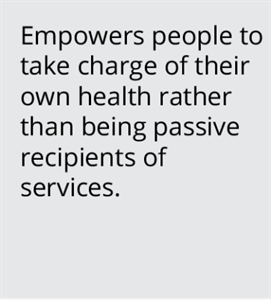 Empowers people to
take charge of their
own health rather
than being passive
recipients of
services.